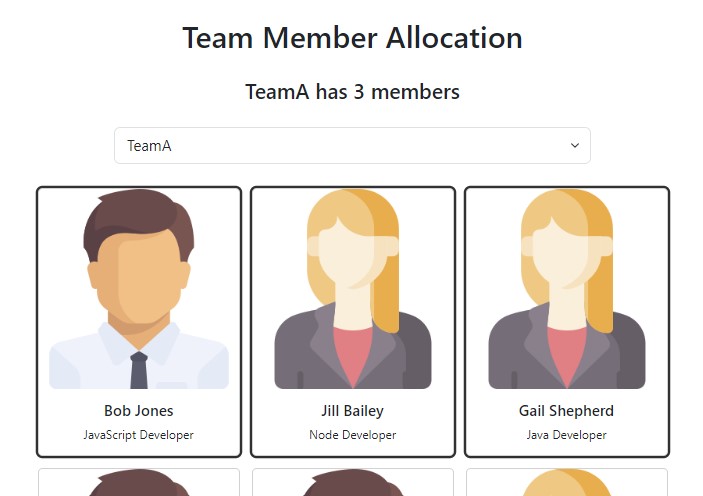 Team Member Allocation
TeamA has 3 members
TeamA
Bob Jones
JavaScript Developer
Jill Bailey
Node Developer
Gail Shepherd
Java Developer